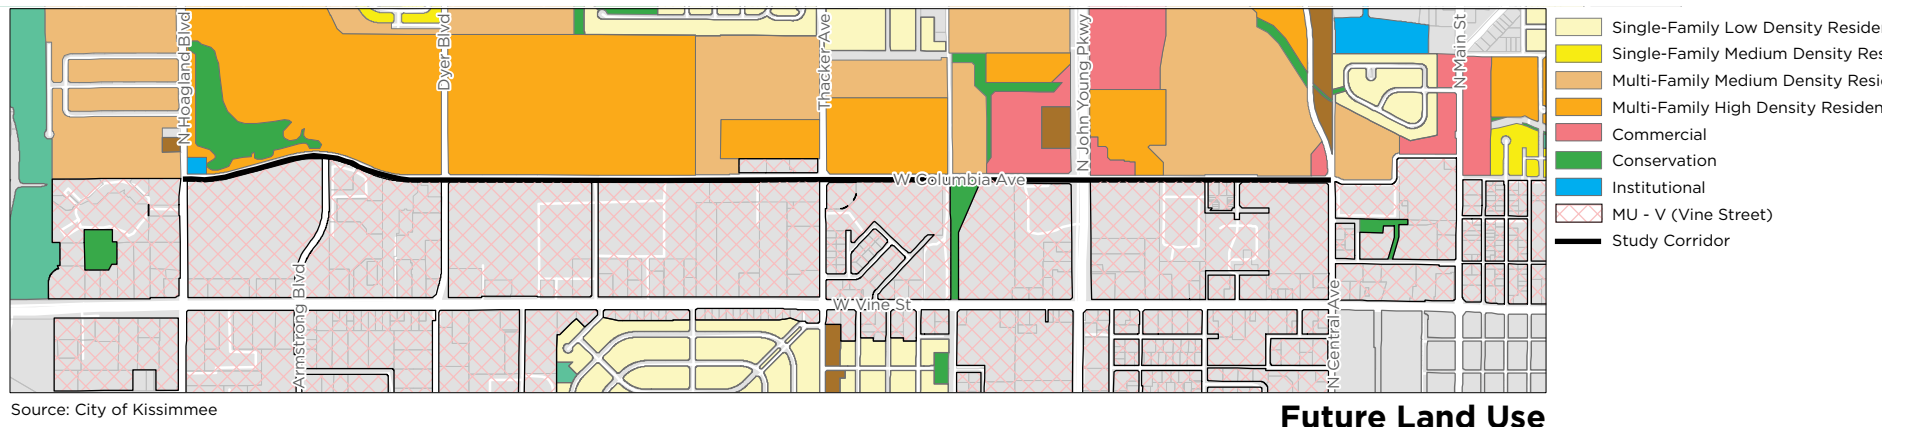 N Hoagland Blvd
Dyer Blvd
Thacker Ave
N John Young Pkwy
N Main St
W Columbia Ave
Armstrong Blvd
W Vine St
N Central Ave
Single-Family Low Density Reside
Single-Family Medium Density Res
Multi-Family Medium Density Resi
Multi-Family High Density Residen
Commercial
Conservation
Institutional
MU - V (Vine Street)
Study Corridor
Source: City of Kissimmee
Future Land Use